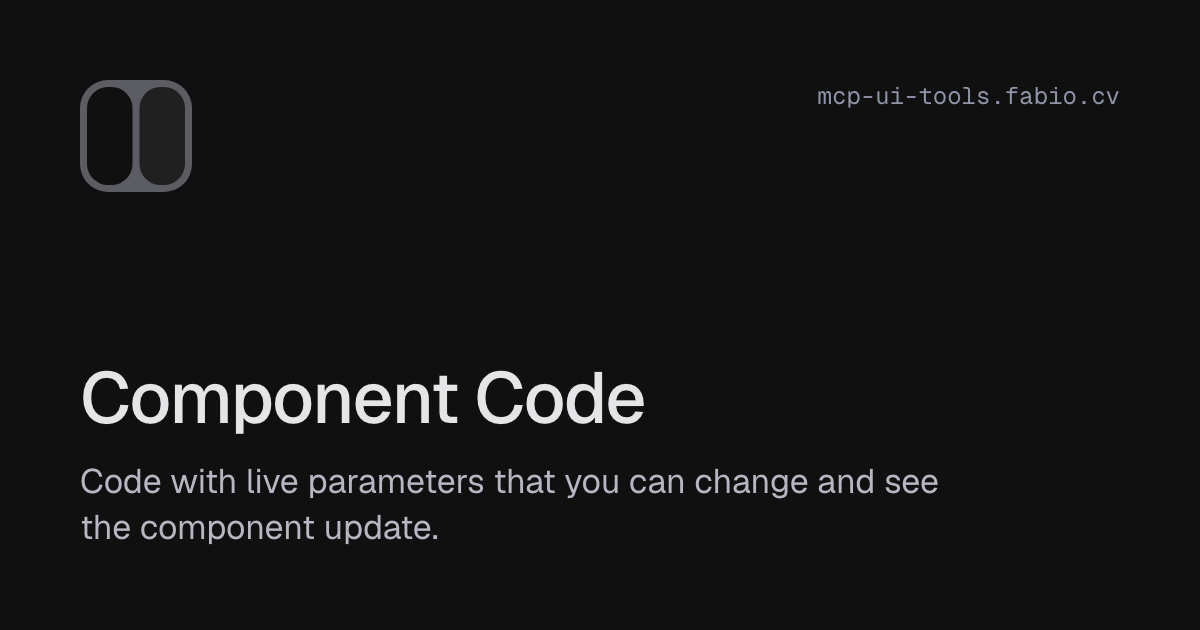 mcp-ui-tools.fabio.cv
Component Code
Code with live parameters that you can change and see
the component update.